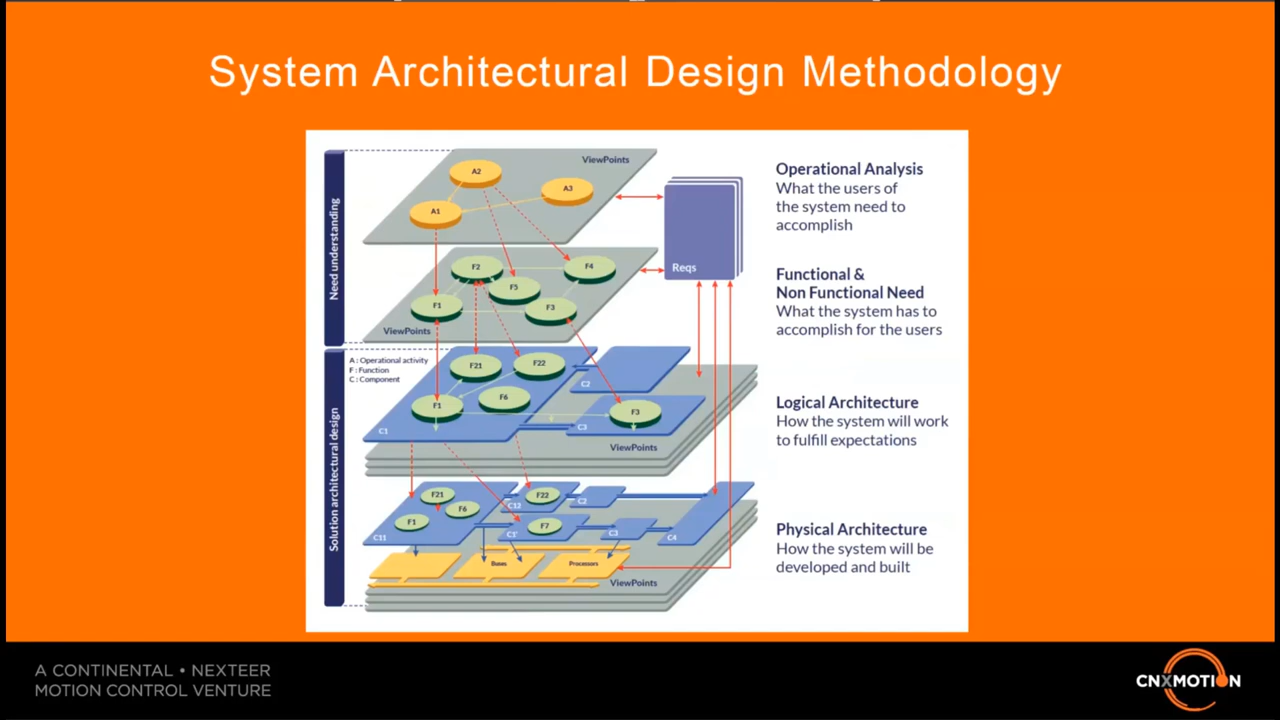 System Architectural Design Methodology
Need understanding
ViewPoints
A2
A3
A1
Reqs
F2
F4
F5
F1
F3
ViewPoints
Operational Analysis
What the users of
the system need to
accomplish
Functional &
Non Functional Need
What the system has to
accomplish for the users
Solution architectural design
A : Operational activity
F : Function
C : Component
F21
F22
C2
F6
F1
F3
C1
C3
ViewPoints
Logical Architecture
How the system will work
to fulfill expectations
F21
F22
C12
C2
F6
F1
F7
C11
C1'
C3
C4
Buses
Processors
ViewPoints
Physical Architecture
How the system will be
developed and built
A CONTINENTAL • NEXTEER
MOTION CONTROL VENTURE
CNXMOTION